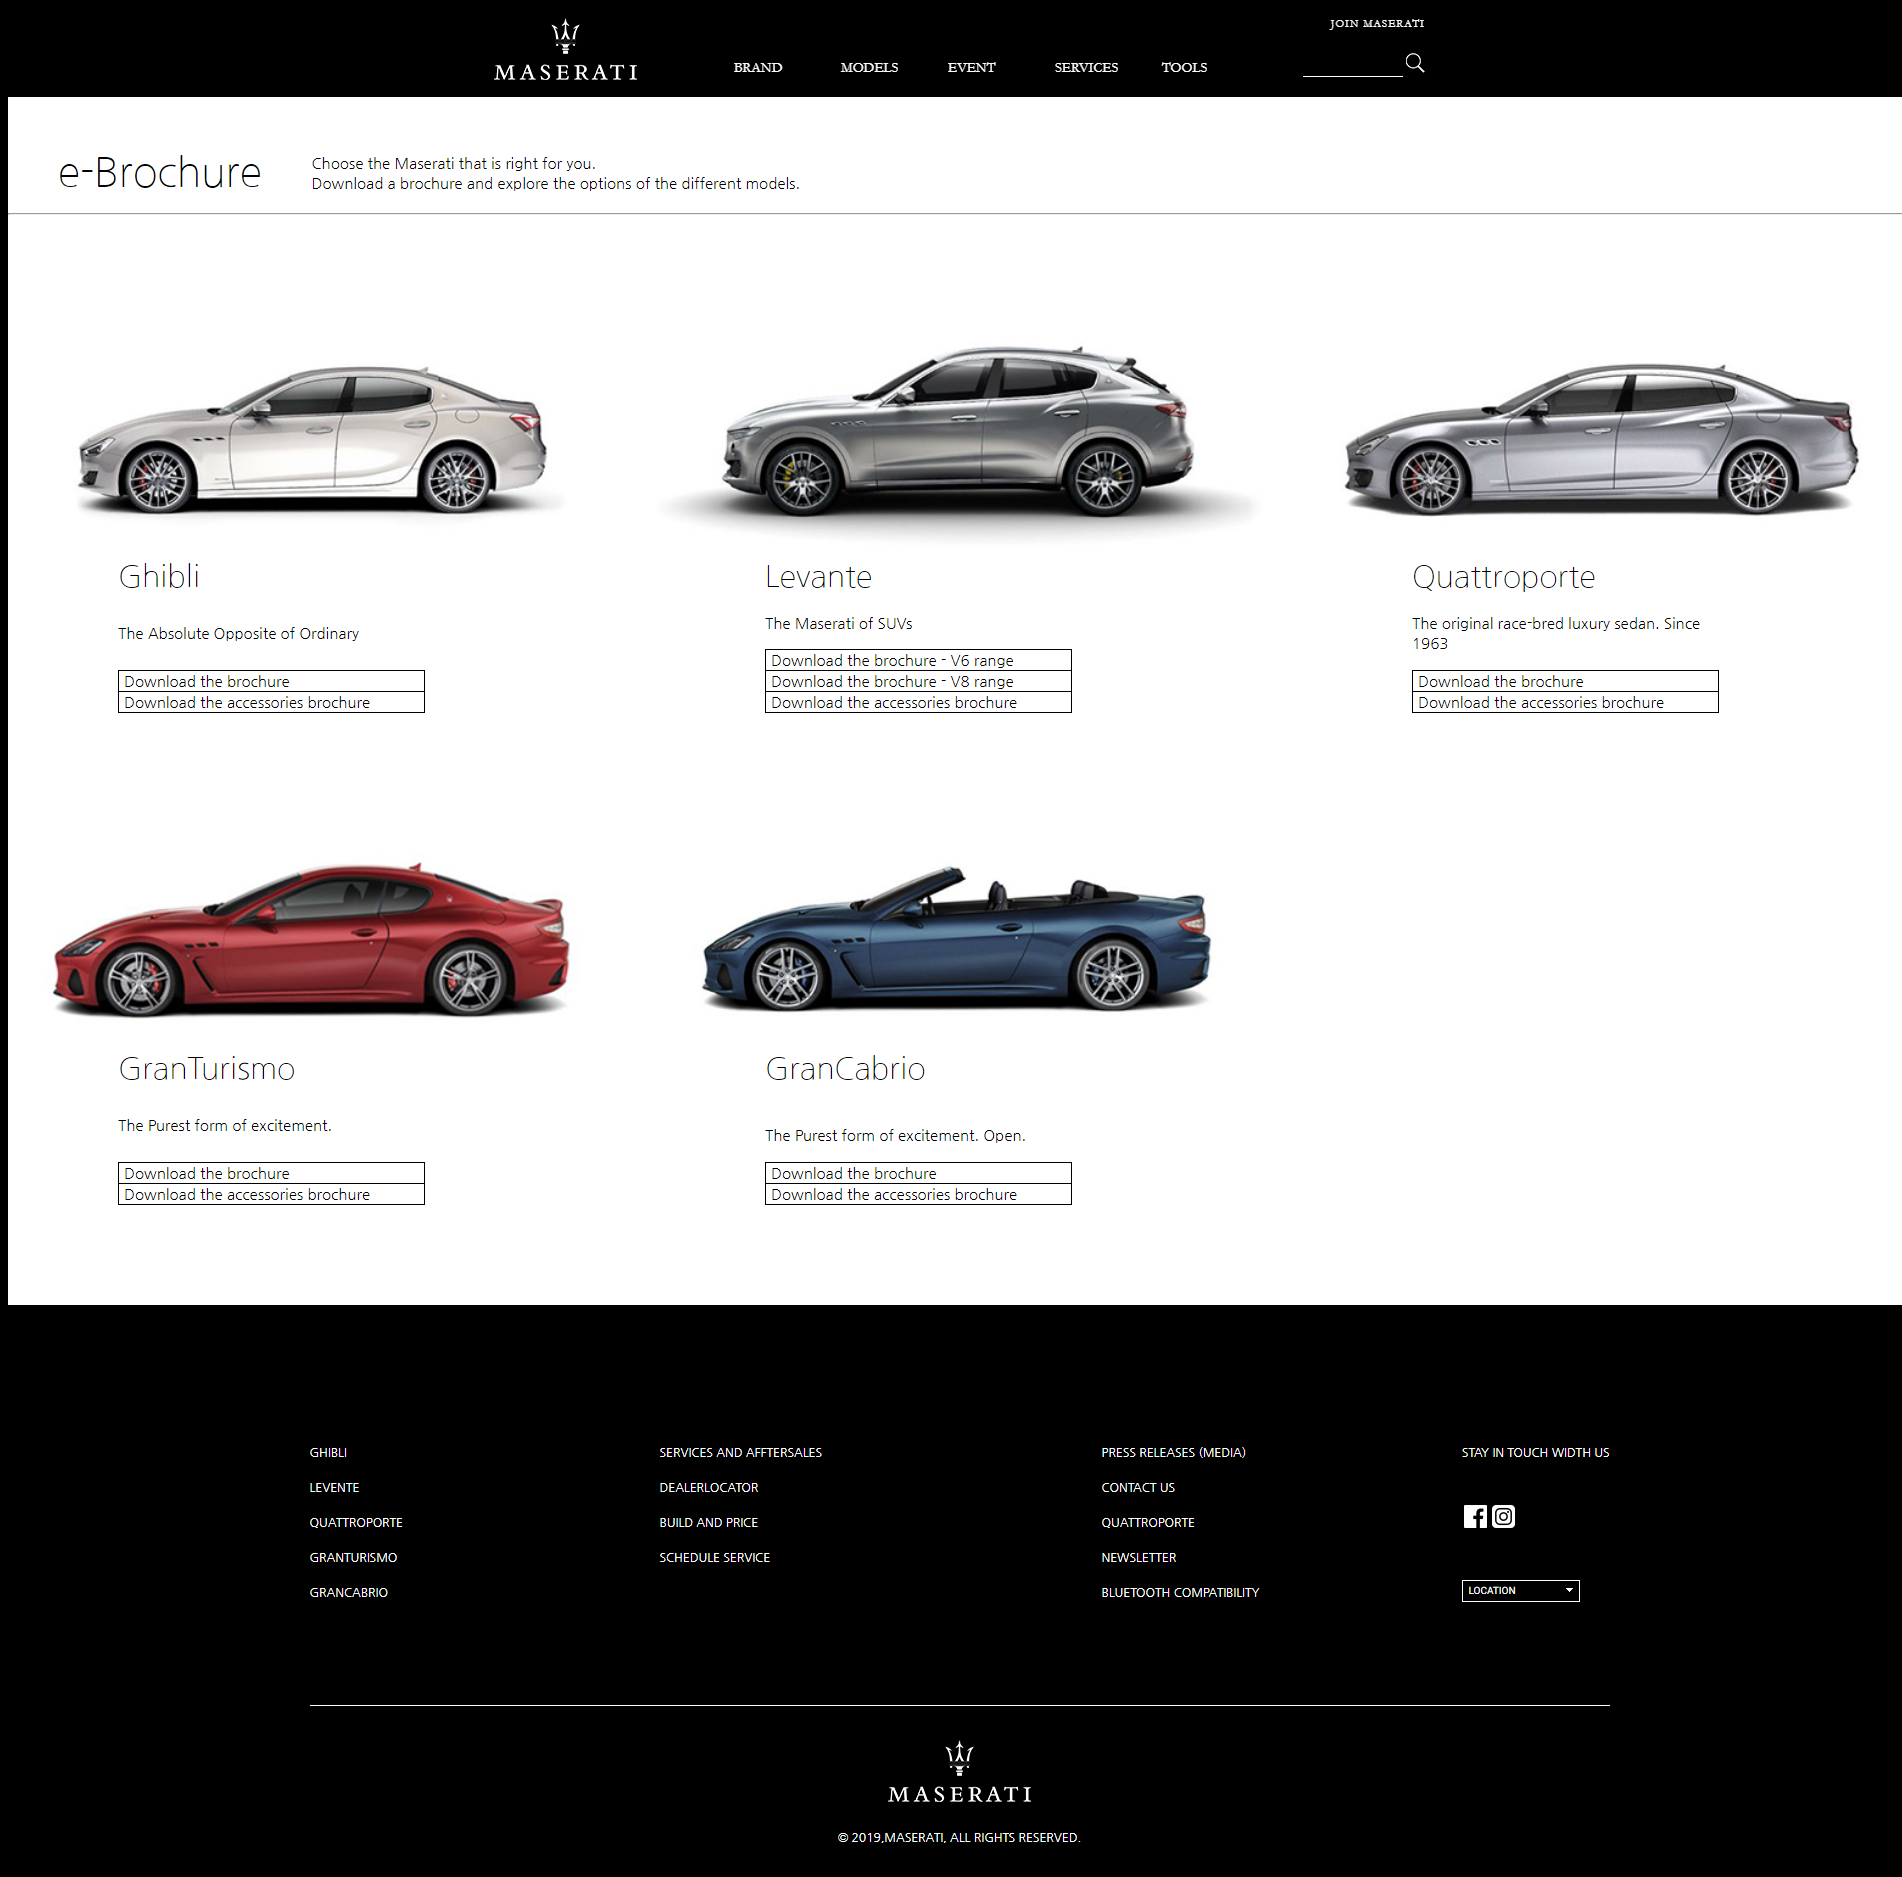 MASERATI
BRAND
MODELS
EVENT
SERVICES
TOOLS
JOIN MASERATI
e-Brochure
Choose the Maserati that is right for you.
Download a brochure and explore the options of the different models.
Ghibli
The Absolute Opposite of Ordinary
Download the brochure
Download the accessories brochure
Levante
The Maserati of SUVs
Download the brochure - V6 range
Download the brochure - V8 range
Download the accessories brochure
Quattroporte
The original race-bred luxury sedan. Since
1963
Download the brochure
Download the accessories brochure
GranTurismo
The Purest form of excitement.
Download the brochure
Download the accessories brochure
GranCabrio
The Purest form of excitement. Open.
Download the brochure
Download the accessories brochure
GHIBLI
LEVENTE
QUATTROPORTE
GRANTURISMO
GRANCABRIO
SERVICES AND AFFTERSALES
DEALERLOCATOR
BUILD AND PRICE
SCHEDULE SERVICE
PRESS RELEASES (MEDIA)
CONTACT US
QUATTROPORTE
NEWSLETTER
BLUETOOTH COMPATIBILITY
STAY IN TOUCH WIDTH US
LOCATION
MASERATI
© 2019,MASERATI, ALL RIGHTS RESERVED.